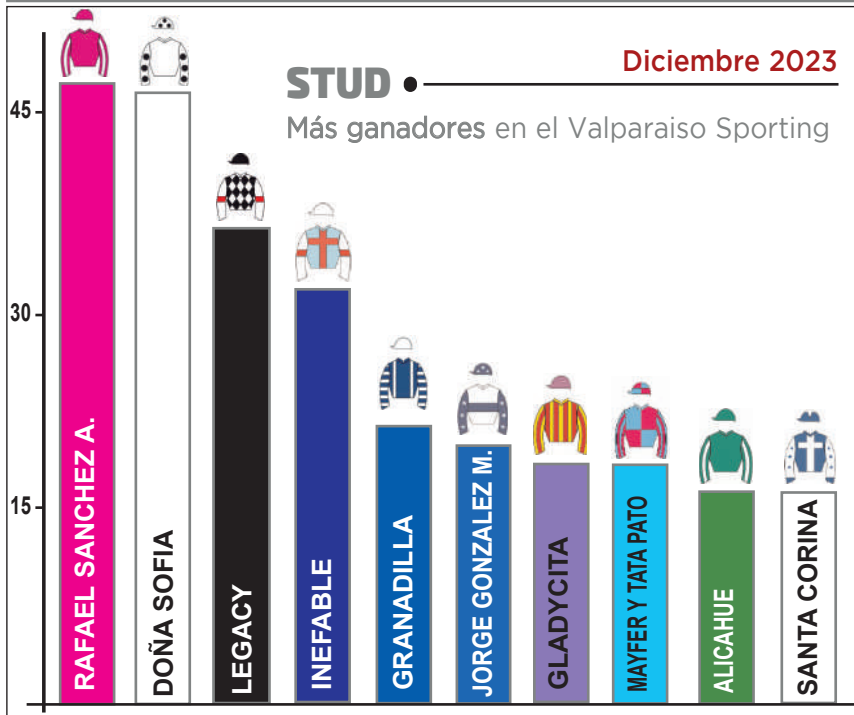 Diciembre 2023
STUD
Más ganadores en el Valparaiso Sporting
45
30
15
RAFAEL SANCHEZ A.
DOÑA SOFIA
LEGACY
INEFABLE
GRANADILLA
JORGE GONZALEZ M.
GLADYCITA
MAYFER Y TATA PATO
ALICAHUE
SANTA CORINA